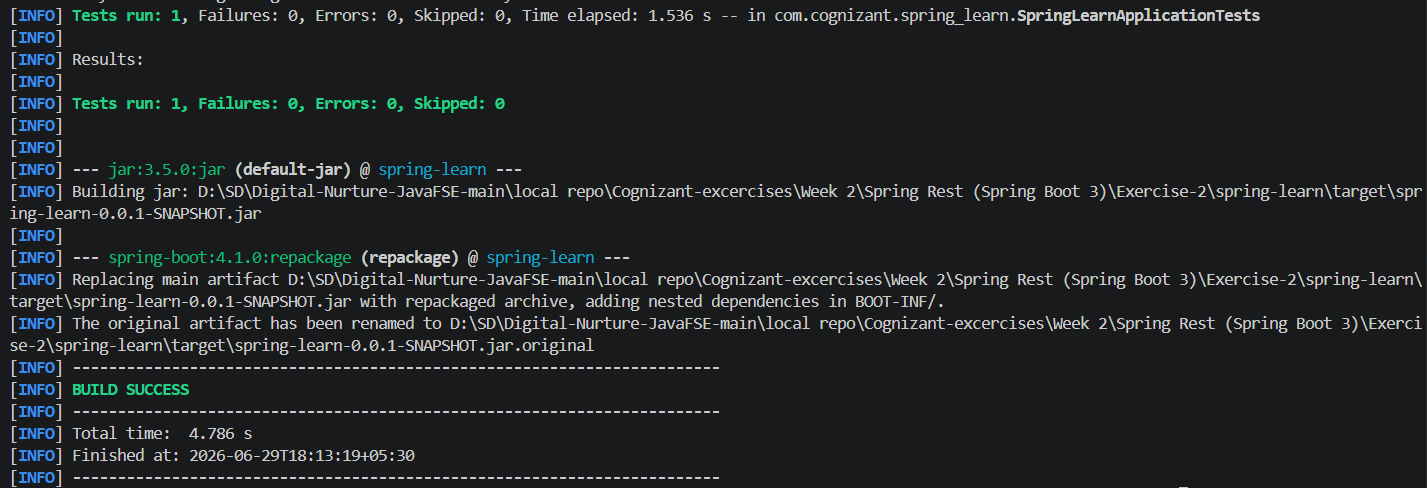 [INFO] Tests run: 1, Failures: 0, Errors: 0, Skipped: 0, Time elapsed: 1.536 s -- in com.cognizant.spring_learn.SpringLearnApplicationTests
[INFO]
[INFO] Results:
[INFO]
[INFO] Tests run: 1, Failures: 0, Errors: 0, Skipped: 0
[INFO]
[INFO]
[INFO] --- jar:3.5.0:jar (default-jar) @ spring-learn ---
[INFO] Building jar: D:\SD\Digital-Nurture-JavaFSE-main\local repo\Cognizant-excercises\Week 2\Spring Rest (Spring Boot 3)\Exercise-2\spring-learn\target\spr
ing-learn-0.0.1-SNAPSHOT.jar
[INFO]
[INFO] --- spring-boot:4.1.0:repackage (repackage) @ spring-learn ---
[INFO] Replacing main artifact D:\SD\Digital-Nurture-JavaFSE-main\local repo\Cognizant-excercises\Week 2\Spring Rest (Spring Boot 3)\Exercise-2\spring-learn\
target\spring-learn-0.0.1-SNAPSHOT.jar with repackaged archive, adding nested dependencies in BOOT-INF/.
[INFO] The original artifact has been renamed to D:\SD\Digital-Nurture-JavaFSE-main\local repo\Cognizant-excercises\Week 2\Spring Rest (Spring Boot 3)\Exerci
se-2\spring-learn\target\spring-learn-0.0.1-SNAPSHOT.jar.original
[INFO] ------------------------------------------------------------------------
[INFO] BUILD SUCCESS
[INFO] ------------------------------------------------------------------------
[INFO] Total time:  4.786 s
[INFO] Finished at: 2026-06-29T18:13:19+05:30
[INFO] ------------------------------------------------------------------------